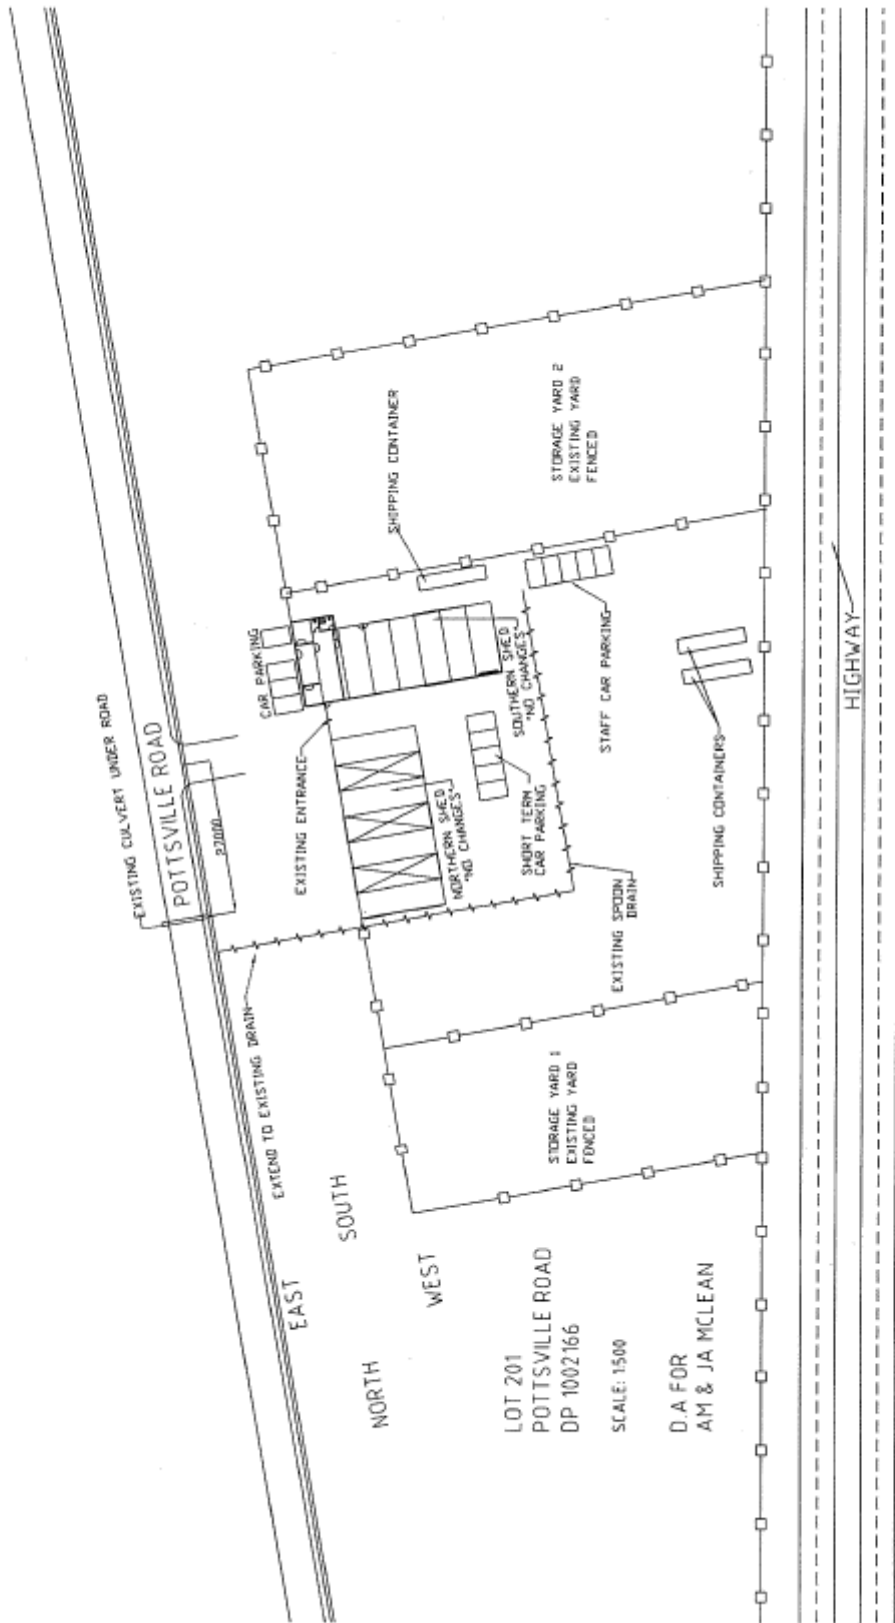 EXISTING CULVERT UNDER ROAD
POTTSVILLE ROAD
27000
CAR PARKING
EXISTING ENTRANCE
EXTEND TO EXISTING DRAIN
SHIPPING CONTAINER
STORAGE YARD 2
EXISTING YARD
FENCED
SOUTHERN SHED
"NO CHANGES"
NORTHERN SHED
"NO CHANGES"
SHORT TERM
CAR PARKING
STAFF CAR PARKING
EXISTING SPOON
DRAIN
SHIPPING CONTAINERS
HIGHWAY
STORAGE YARD 1
EXISTING YARD
FENCED
EAST
SOUTH
NORTH
WEST
LOT 201
POTTSVILLE ROAD
DP 1002166
SCALE: 1:500
D.A FOR
AM & JA MCLEAN